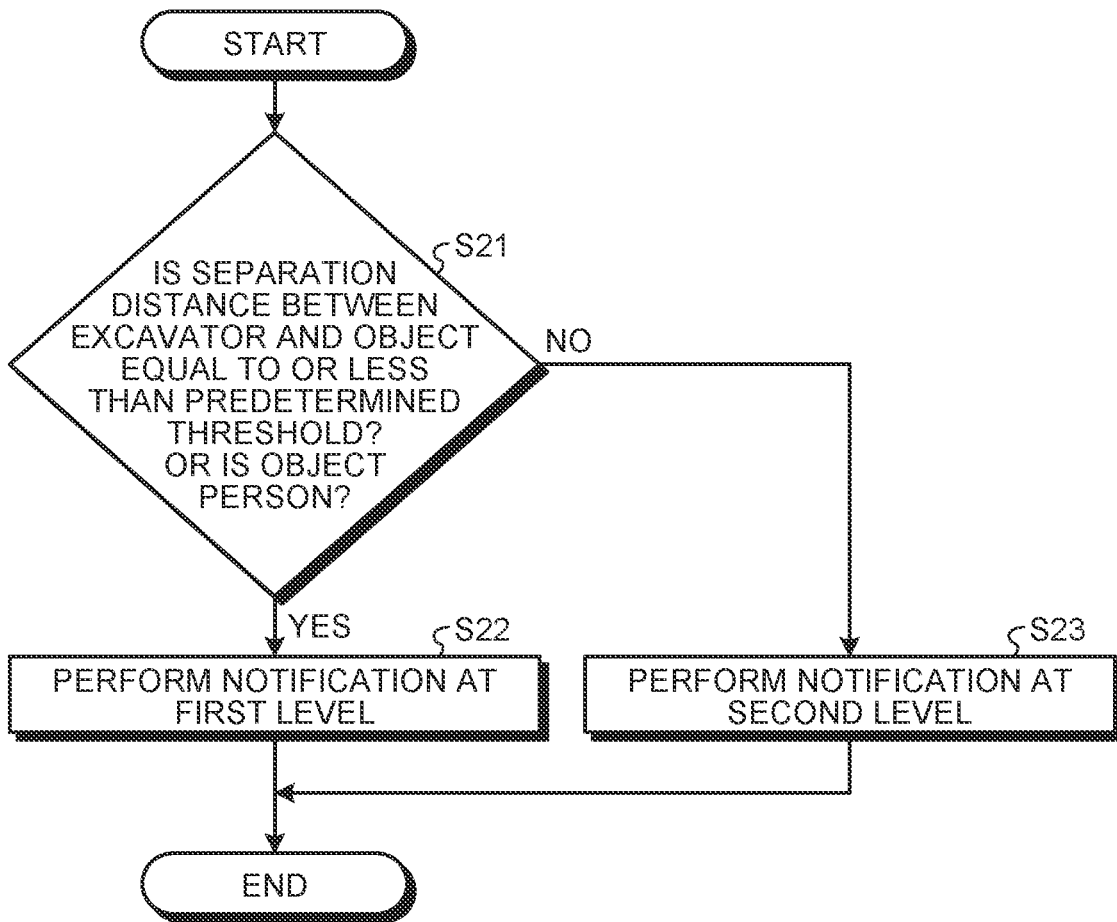 START
S21
IS SEPARATION
DISTANCE BETWEEN
EXCAVATOR AND OBJECT
EQUAL TO OR LESS
THAN PREDETERMINED
THRESHOLD?
OR IS OBJECT
PERSON?
NO
YES
S22
PERFORM NOTIFICATION AT
FIRST LEVEL
S23
PERFORM NOTIFICATION AT
SECOND LEVEL
END